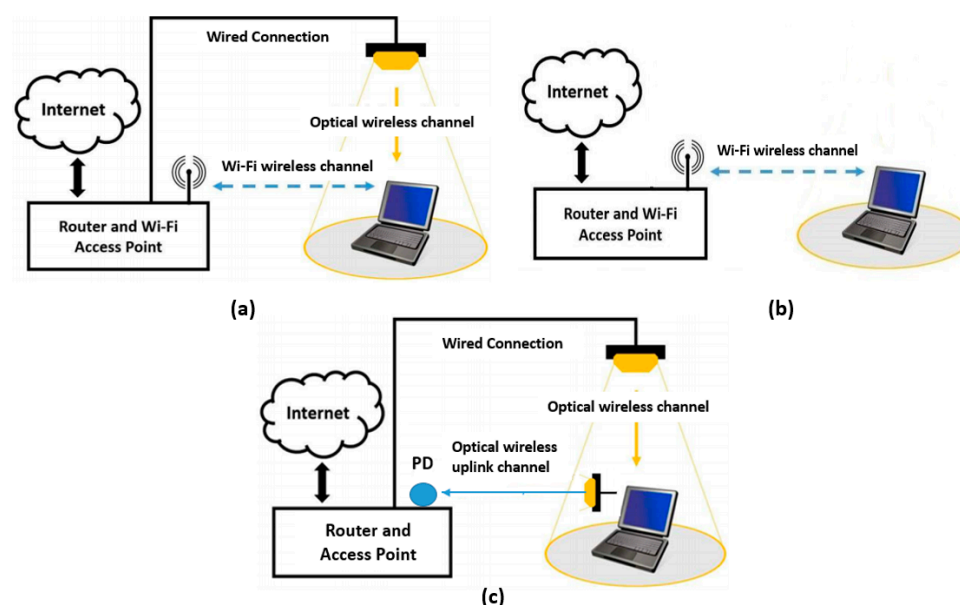 Wired Connection
Internet
Optical wireless channel
Wi-Fi wireless channel
Router and Wi-Fi
Access Point
(a)
Internet
Wi-Fi wireless channel
Router and Wi-Fi
Access Point
(b)
Wired Connection
Internet
Optical wireless channel
Optical wireless
uplink channel
PD
Router and
Access Point
(c)